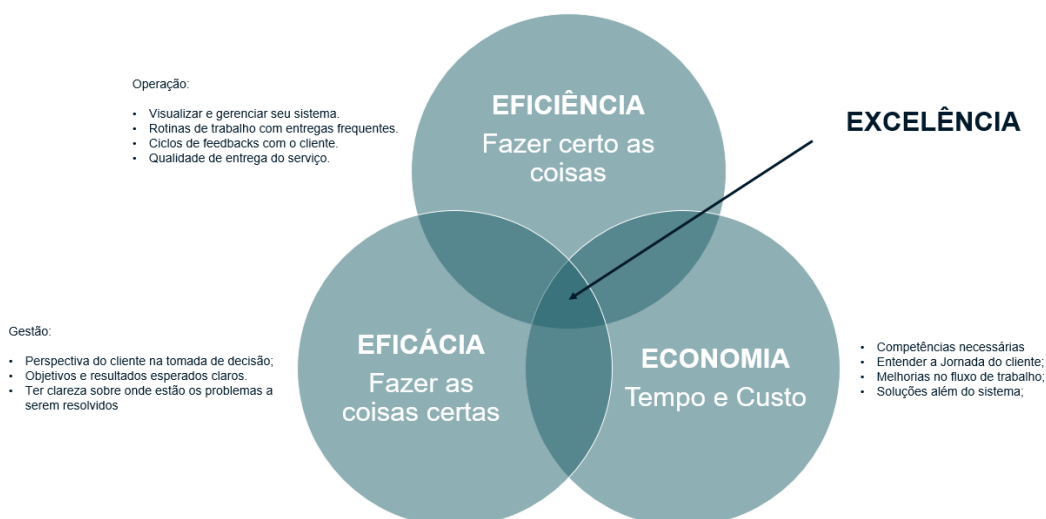 Operação:
• Visualizar e gerenciar seu sistema.
• Rotinas de trabalho com entregas frequentes.
• Ciclos de feedbacks com o cliente.
• Qualidade de entrega do serviço.
EFICIÊNCIA
Fazer certo as
coisas
EXCELÊNCIA
Gestão:
• Perspectiva do cliente na tomada de decisão;
• Objetivos e resultados esperados claros.
• Ter clareza sobre onde estão os problemas a
serem resolvidos
EFICÁCIA
Fazer as
coisas certas
ECONOMIA
Tempo e Custo
• Competências necessárias
• Entender a Jornada do cliente;
• Melhorias no fluxo de trabalho;
• Soluções além do sistema;